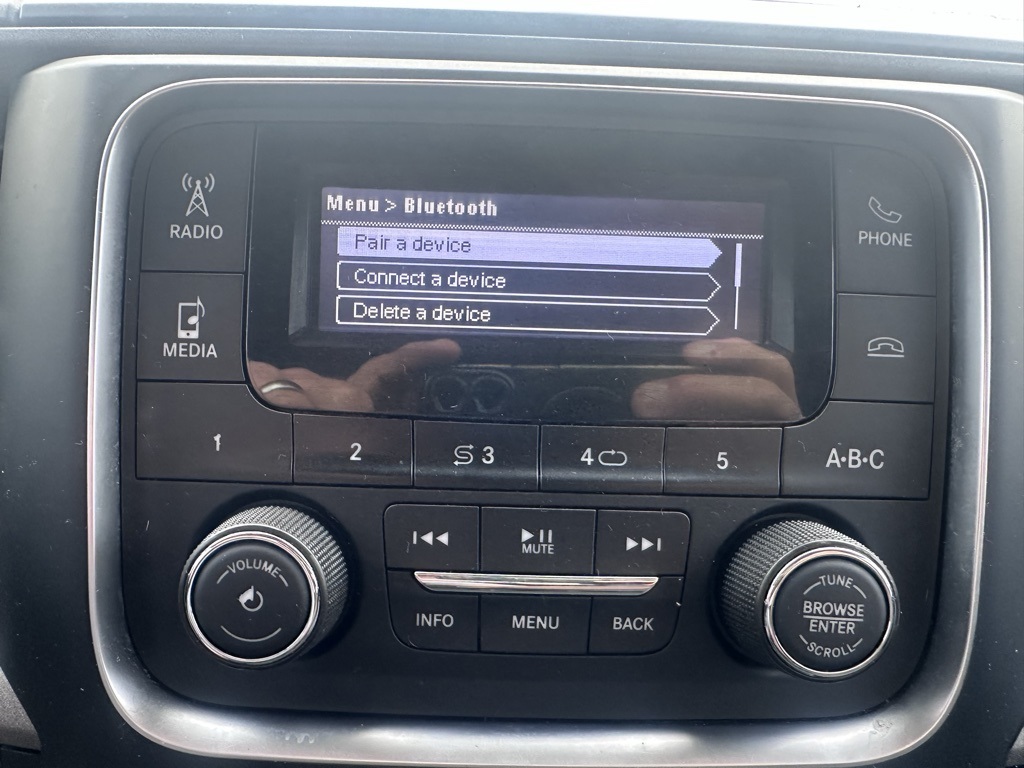 RADIO
MEDIA
Menu > Bluetooth
Pair a device
Connect a device
Delete a device
PHONE
1
2
3
4
5
A·B·C
VOLUME
MUTE
INFO
MENU
BACK
TUNE
BROWSE
ENTER
SCROLL